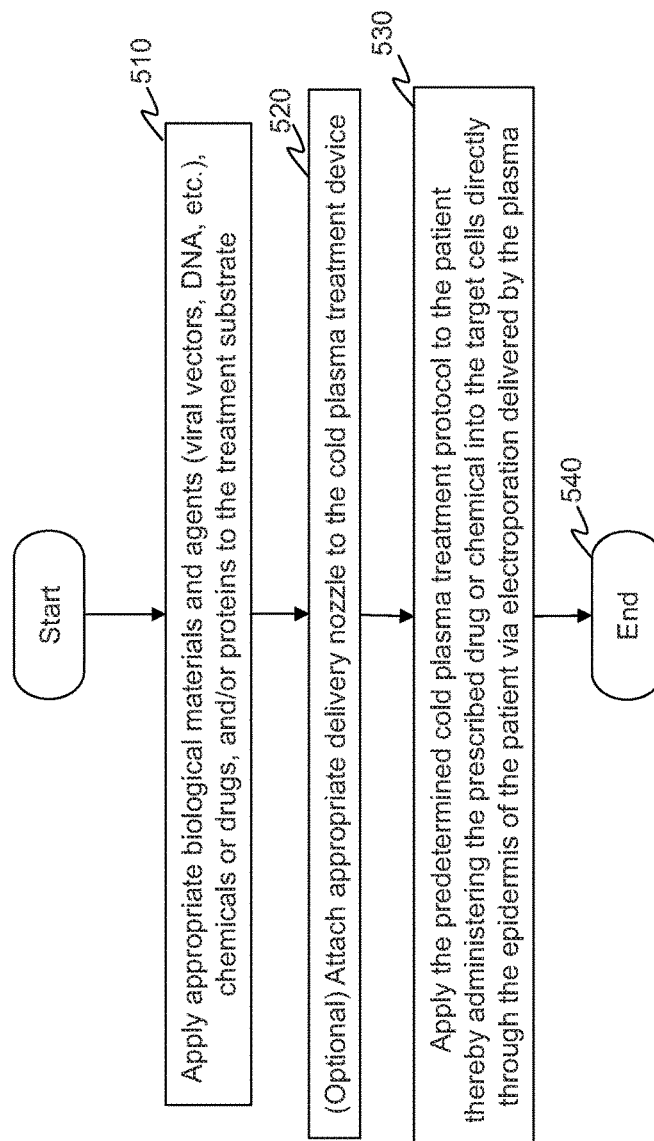 Start
510
Apply appropriate biological materials and agents (viral vectors, DNA, etc.),
chemicals or drugs, and/or proteins to the treatment substrate
520
(Optional) Attach appropriate delivery nozzle to the cold plasma treatment device
530
Apply the predetermined cold plasma treatment protocol to the patient
thereby administering the prescribed drug or chemical into the target cells directly
through the epidermis of the patient via electroporation delivered by the plasma
540
End